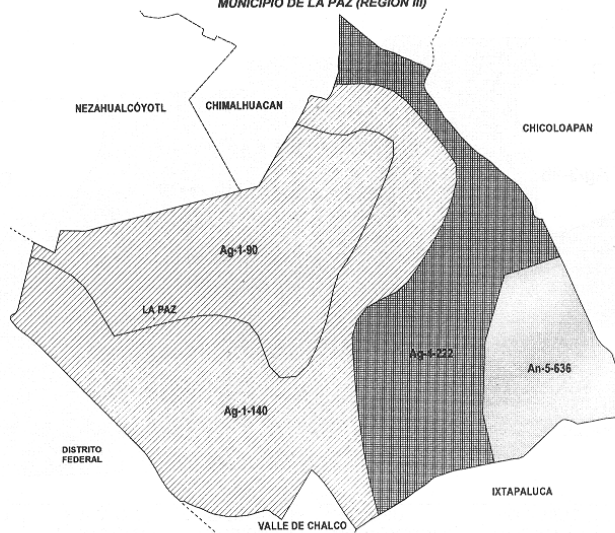 MUNICIPIO DE LA PAZ (REGION III)
NEZAHUALCÓYOTL
CHIMALHUACAN
CHICOLOAPAN
Ag-1-90
LA PAZ
Ag-4-222
An-5-636
Ag-1-140
DISTRITO
FEDERAL
IXTAPALUCA
VALLE DE CHALCO